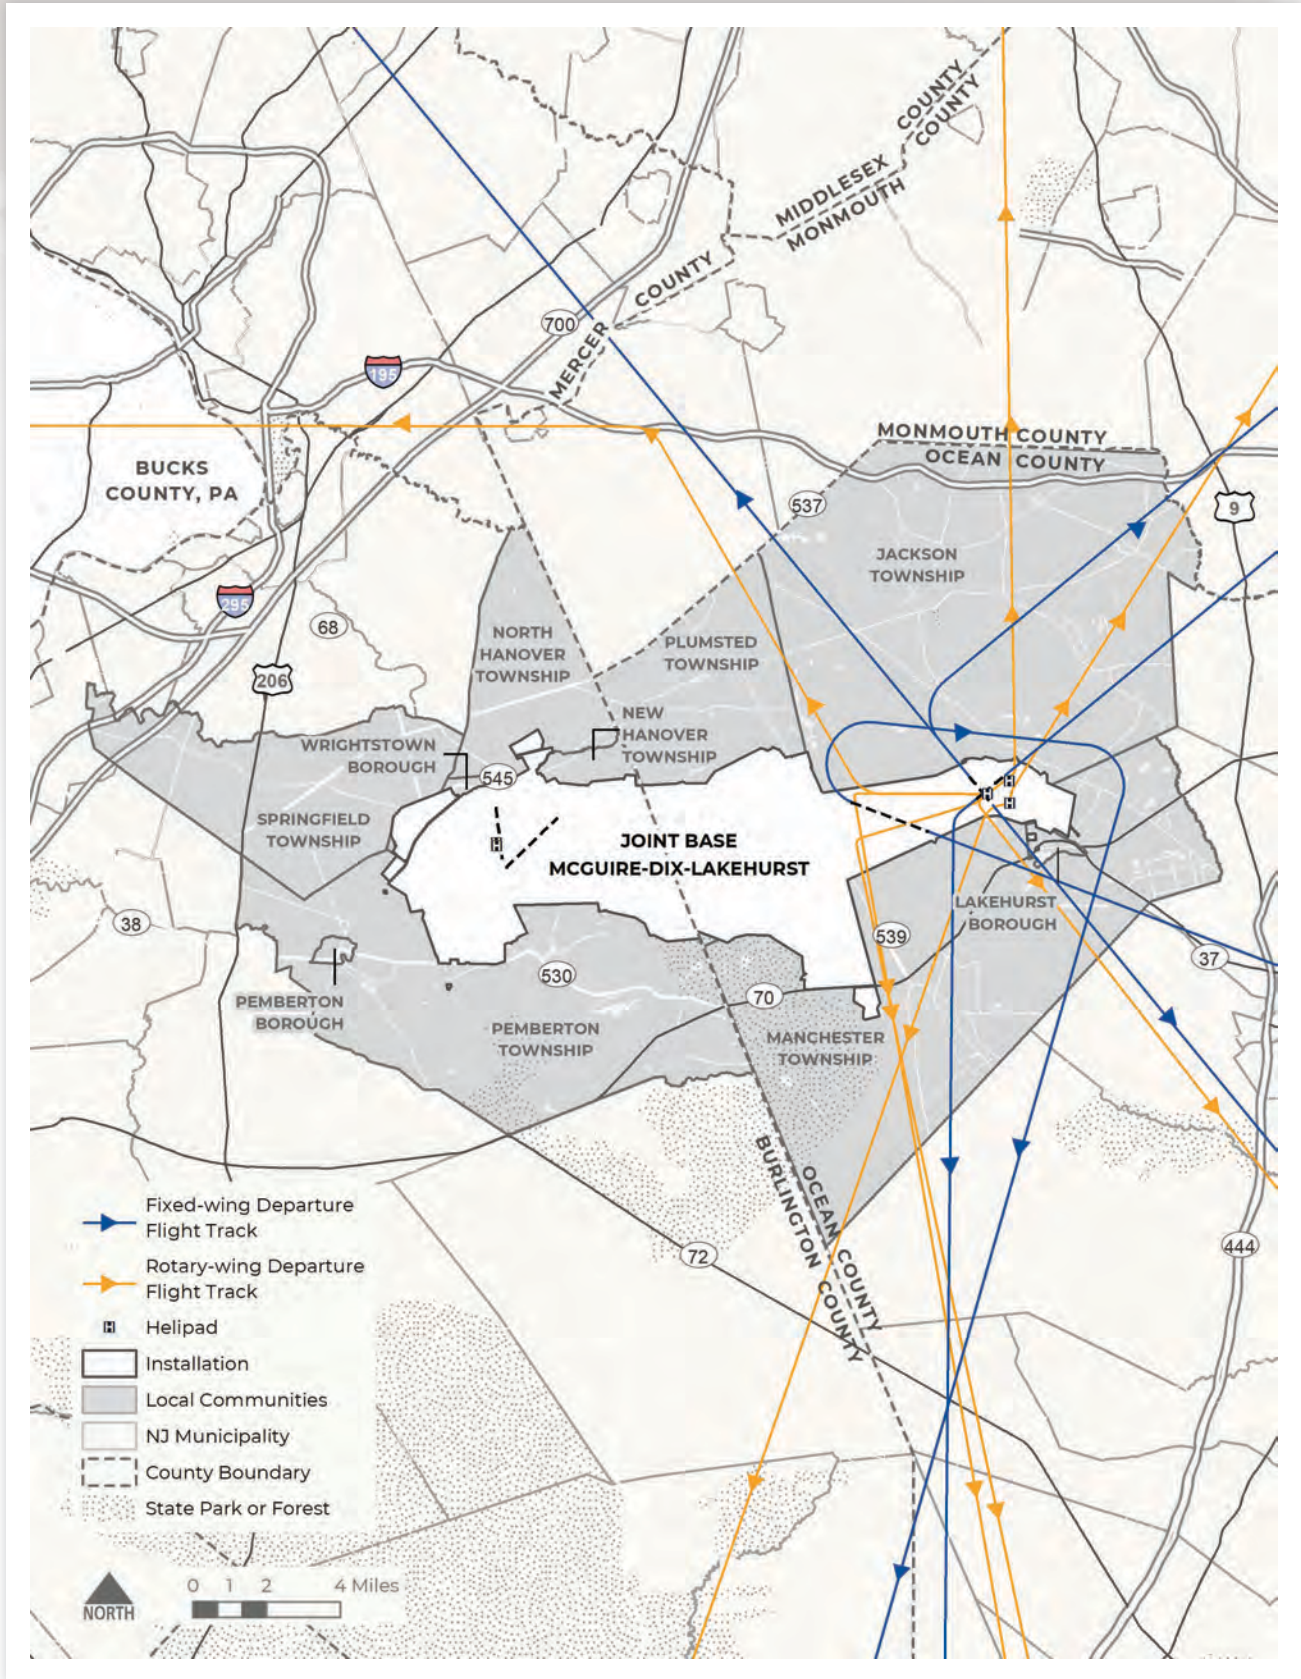 COUNTY
COUNTY
MIDDLESEX
MONMOUTH
COUNTY
MERCER
700
195
MONMOUTH COUNTY
OCEAN COUNTY
BUCKS
COUNTY, PA
537
9
JACKSON
TOWNSHIP
295
68
NORTH
HANOVER
TOWNSHIP
PLUMSTED
TOWNSHIP
206
NEW
HANOVER
TOWNSHIP
WRIGHTSTOWN
BOROUGH
545
H
H
H
H
SPRINGFIELD
TOWNSHIP
JOINT BASE
MCGUIRE-DIX-LAKEHURST
LAKEHURST
BOROUGH
38
539
37
530
70
PEMBERTON
BOROUGH
PEMBERTON
TOWNSHIP
MANCHESTER
TOWNSHIP
OCEAN COUNTY
BURLINGTON COUNTY
72
444
Fixed-wing Departure
Flight Track
Rotary-wing Departure
Flight Track
H Helipad
Installation
Local Communities
NJ Municipality
County Boundary
State Park or Forest
0 1 2 4 Miles
NORTH